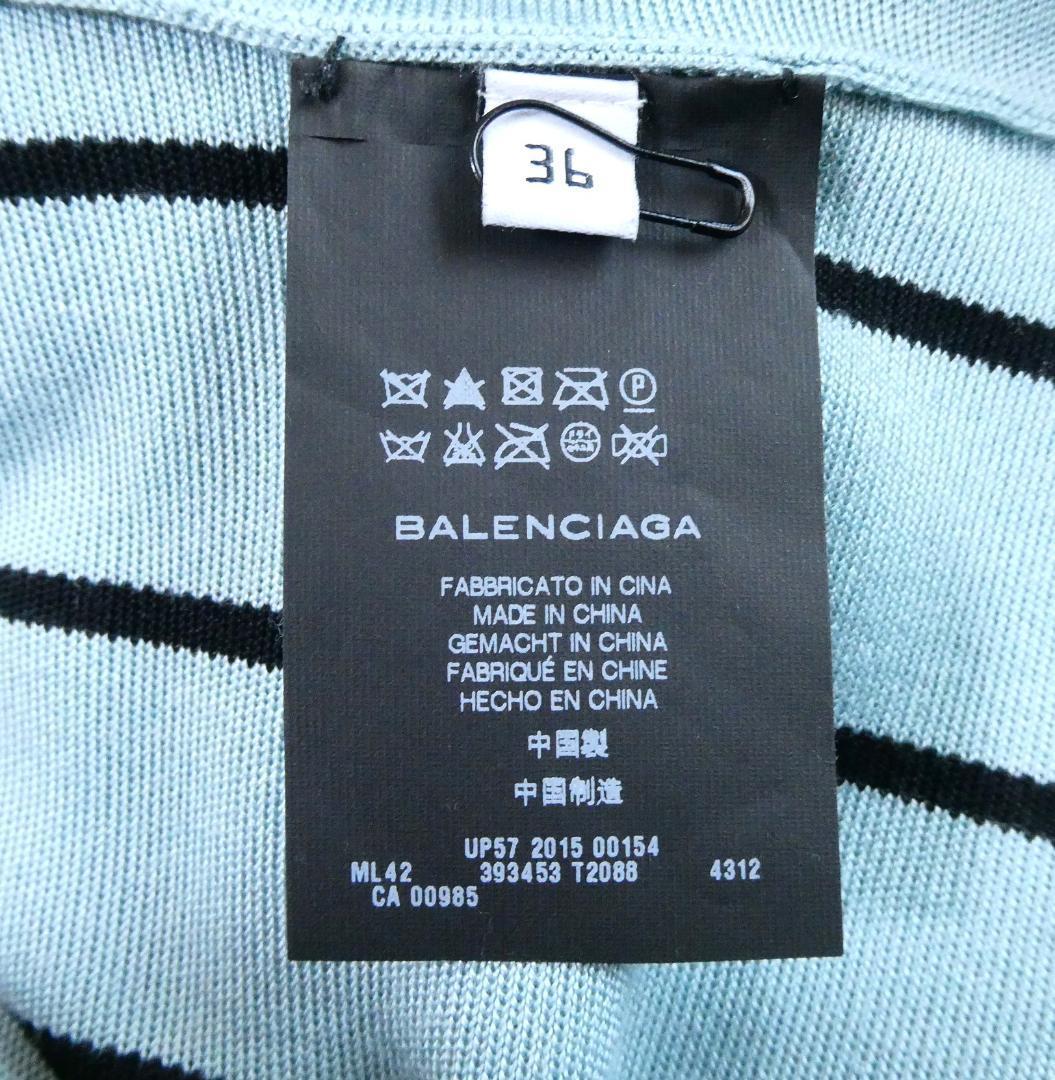 36
P
BALENCIAGA
FABBRICATO IN CINA
MADE IN CHINA
GEMACHT IN CHINA
FABRIQUÉ EN CHINE
HECHO EN CHINA
中国製
中国制造
UP57 2015 00154
ML42 393453 T2088 4312
CA 00985